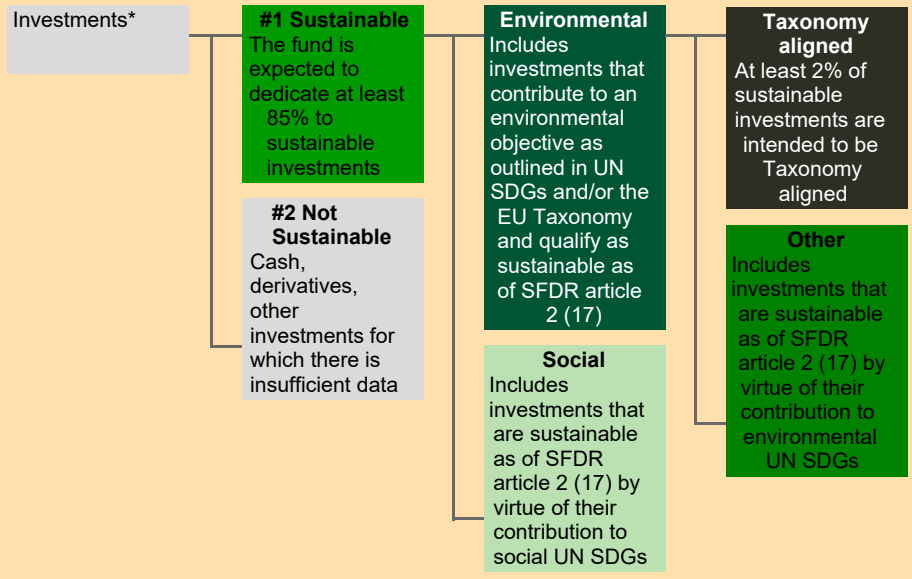 Investments*
#1 Sustainable
The fund is
expected to
dedicate at least
85% to
sustainable
investments
#2 Not
Sustainable
Cash,
derivatives,
other
investments for
which there is
insufficient data
Environmental
Includes
investments that
contribute to an
environmental
objective as
outlined in UN
SDGs and/or the
EU Taxonomy
and qualify as
sustainable as
of SFDR article
2 (17)
Social
Includes
investments that
are sustainable
as of SFDR
article 2 (17) by
virtue of their
contribution to
social UN SDGs
Taxonomy
aligned
At least 2% of
sustainable
investments are
intended to be
Taxonomy
aligned
Other
Includes
investments that
are sustainable
as of SFDR
article 2 (17) by
virtue of their
contribution to
environmental
UN SDGs